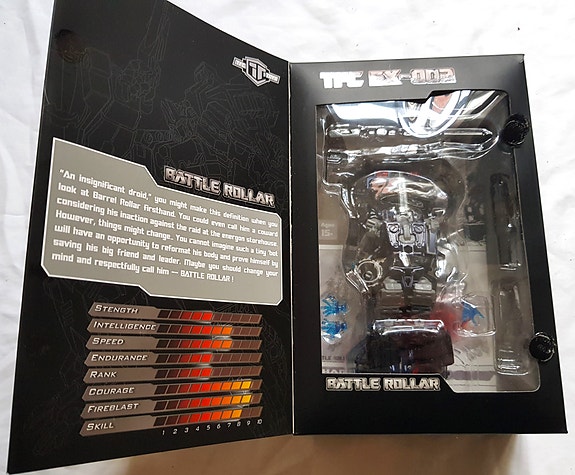 TFC EX-002
BATTLE ROLLAR
"An insignificant droid," you might make this definition when you
look at Barrel Rollar firsthand. You could even call him a coward
considering his inaction against the raid at the energon starehouse.
However, things might change. You cannot imagine such a tiny 'bot
will have an opportunity to reformat his body and prove himself by
saving his big friend and leader. Maybe you should change your
mind and respectfully call him — BATTLE ROLLAR !
STENGTH
INTELLIGENCE
SPEED
ENDURANCE
RANK
COURAGE
FIREBLAST
SKILL
1 2 3 4 5 6 7 8 9 10
BATTLE ROLLAR